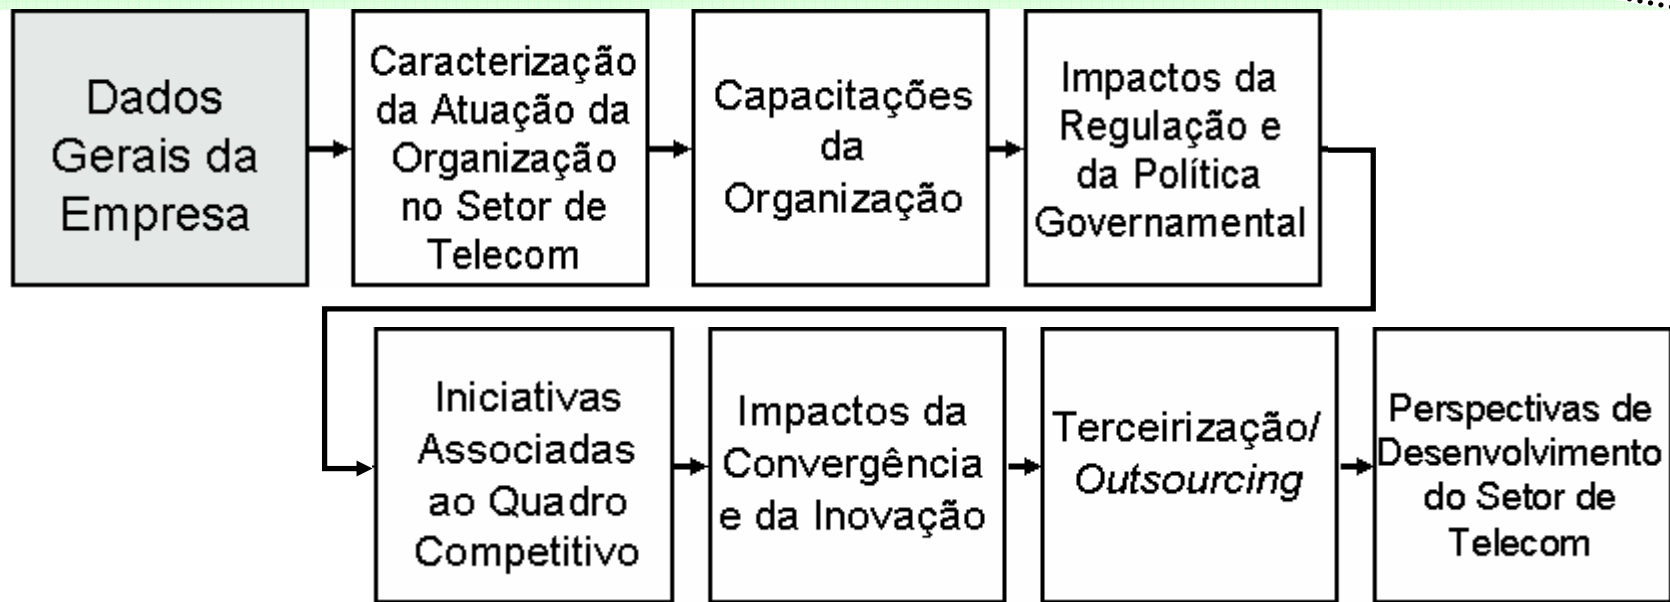 Dados
Gerais da
Empresa
Caracterização
da Atuação da
Organização
no Setor de
Telecom
Capacitações
da
Organização
Impactos da
Regulação e
da Política
Governamental
Iniciativas
Associadas
ao Quadro
Competitivo
Impactos da
Convergência
e da Inovação
Terceirização/
Outsourcing
Perspectivas de
Desenvolvimento
do Setor de
Telecom